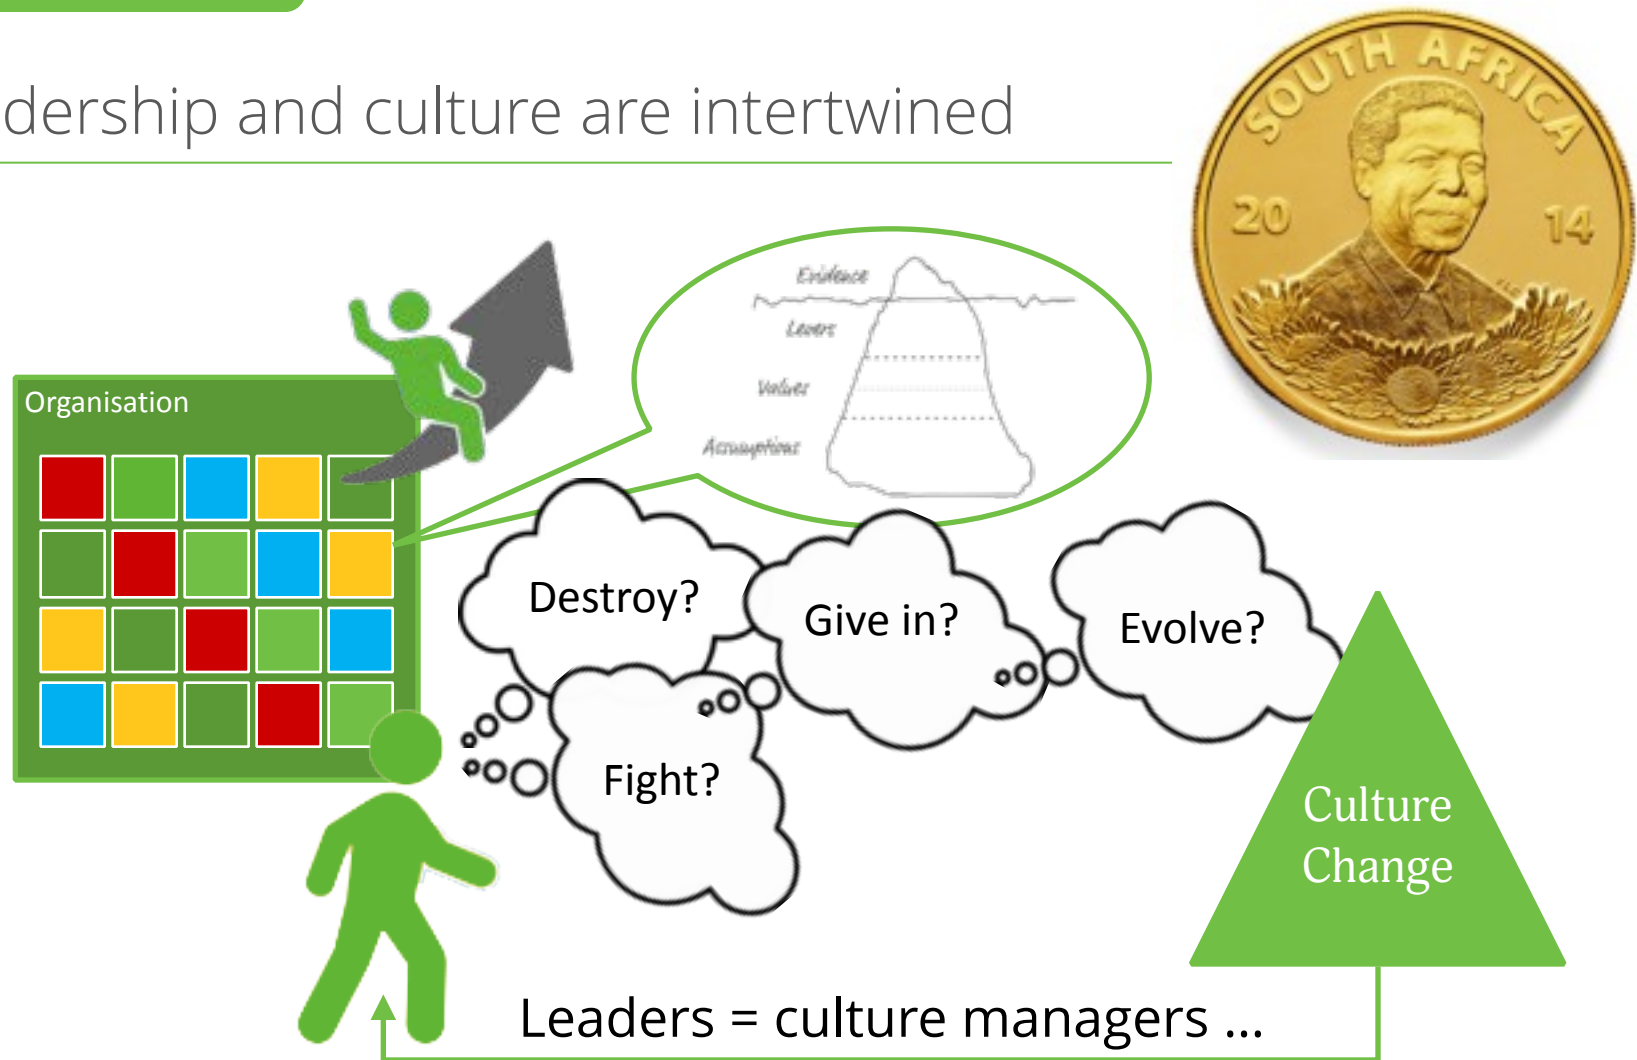 dership and culture are intertwined
SOUTH AFRICA
20 14
Evidence
Levers
Values
Assumptions
Organisation
Destroy?
Give in?
Evolve?
Fight?
Culture
Change
Leaders = culture managers ...